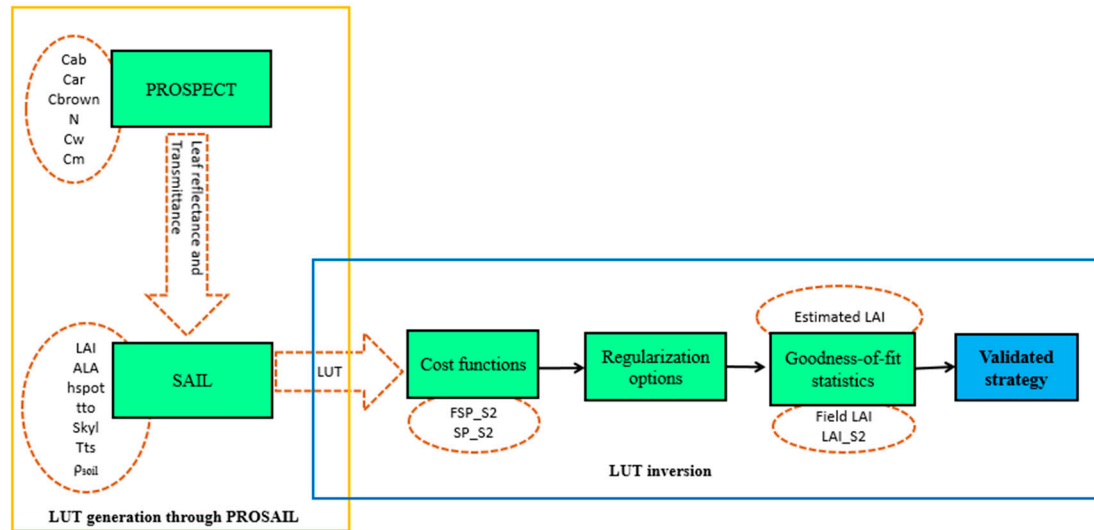 Cab
Car
Cbrown
N
Cw
Cm
PROSPECT
Leaf reflectance and
Transmittance
LAI
ALA
hspot
tto
Skyl
Tts
ρsoil
SAIL
LUT generation through PROSAIL
LUT
Cost functions
FSP_S2
SP_S2
Regularization
options
Estimated LAI
Goodness-of-fit
statistics
Field LAI
LAI_S2
Validated
strategy
LUT inversion